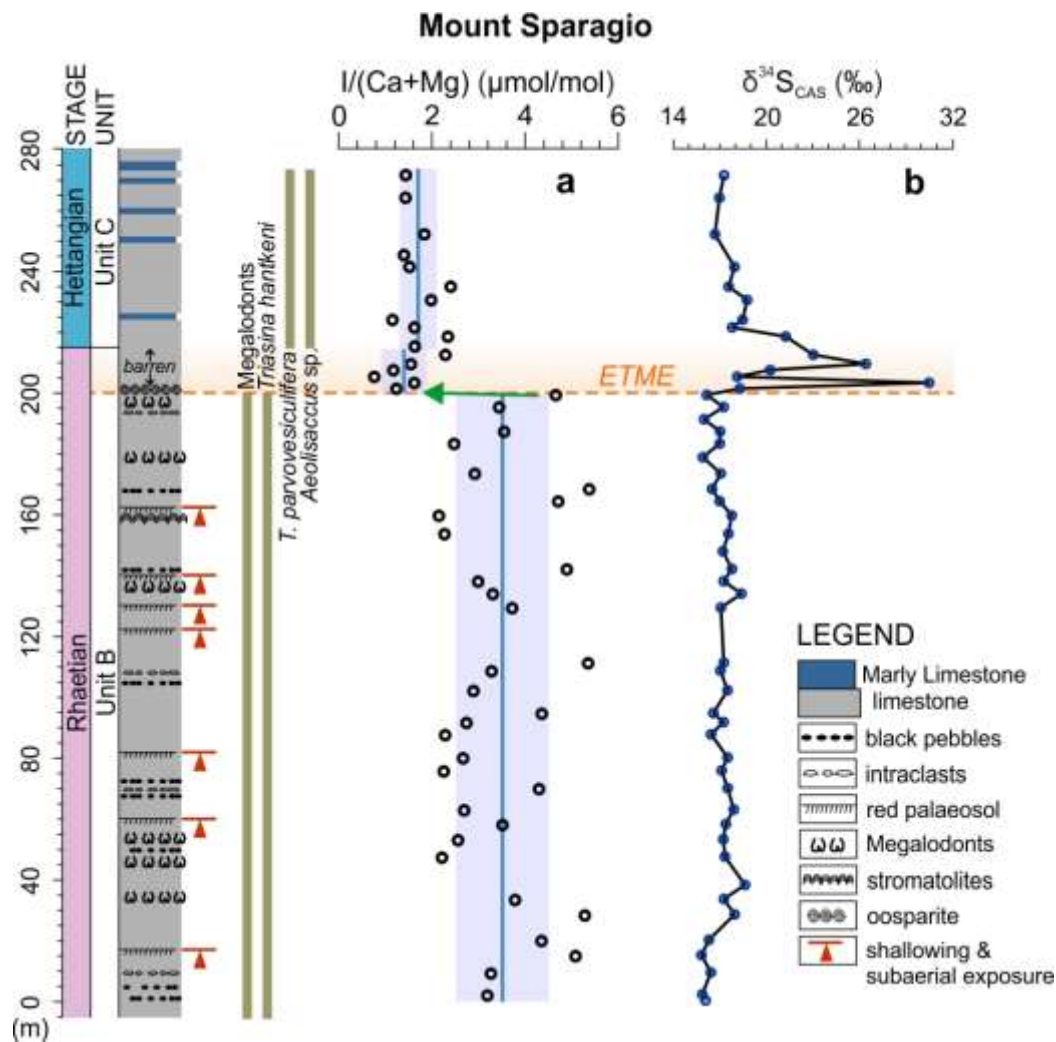 Mount Sparagio
I/(Ca+Mg) (μmol/mol)
δ³⁴S_CAS (‰)
0 2 4 6
14 20 26 32
STAGE
UNIT
a
b
280
240
200
160
120
80
40
0
(m)
Hettangian
Rhaetian
Unit C
Unit B
barren
Megalodonts
Triasina hantkeni
T. parvovesiculifera
Aeolisaccus sp.
ETME
LEGEND
Marly Limestone
limestone
black pebbles
intraclasts
red palaeosol
Megalodonts
stromatolites
oosparite
shallowing &
subaerial exposure